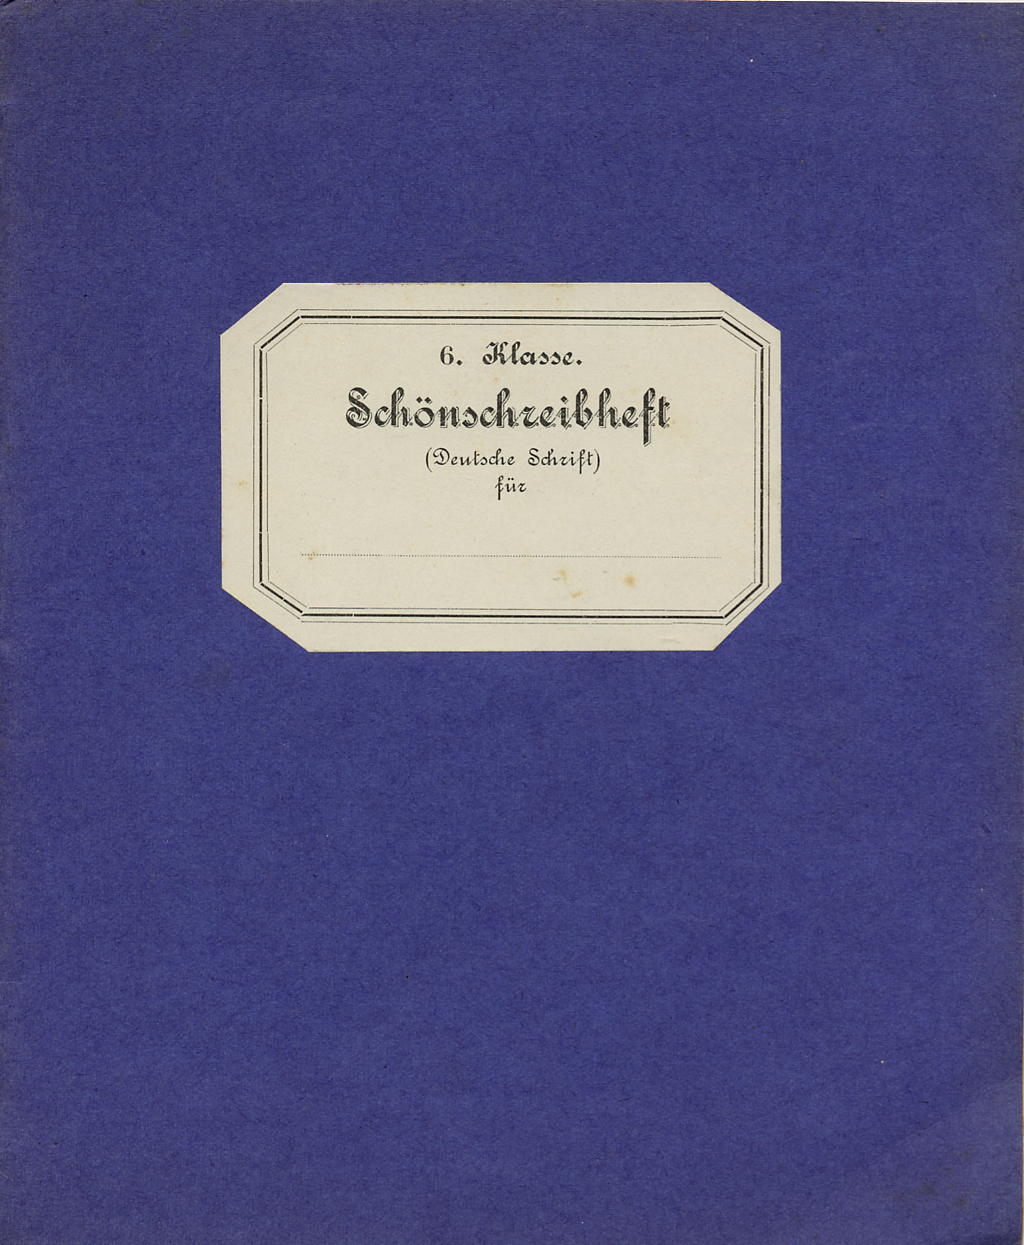 6. Klasse.
Schönschreibheft
(Deutsche Schrift)
für